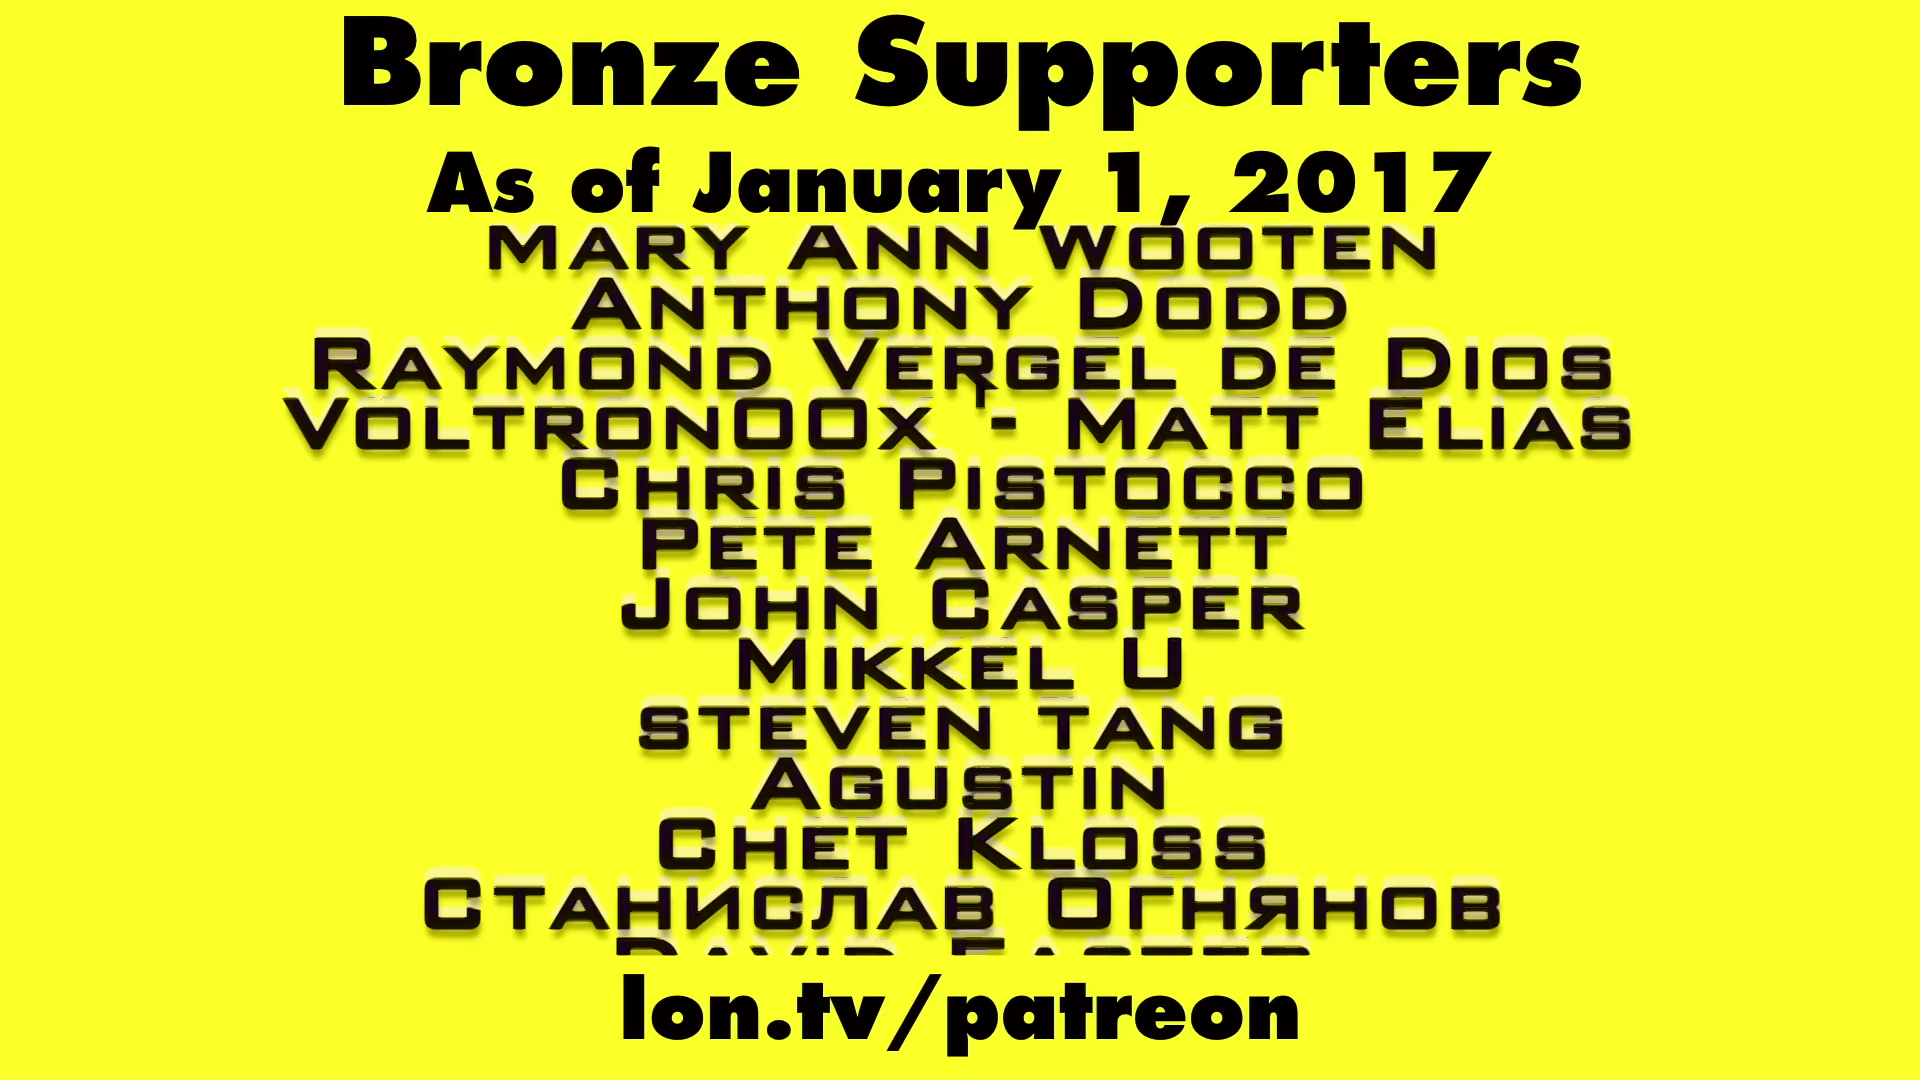 Bronze Supporters
As of January 1, 2017
Mary Ann Wooten
Anthony Dodd
Raymond Vergel de Dios
Voltron00x - Matt Elias
Chris Pistocco
Pete Arnett
John Casper
Mikkel U
steven tang
Agustin
Chet Kloss
Станислав Огнянов
lon.tv/patreon